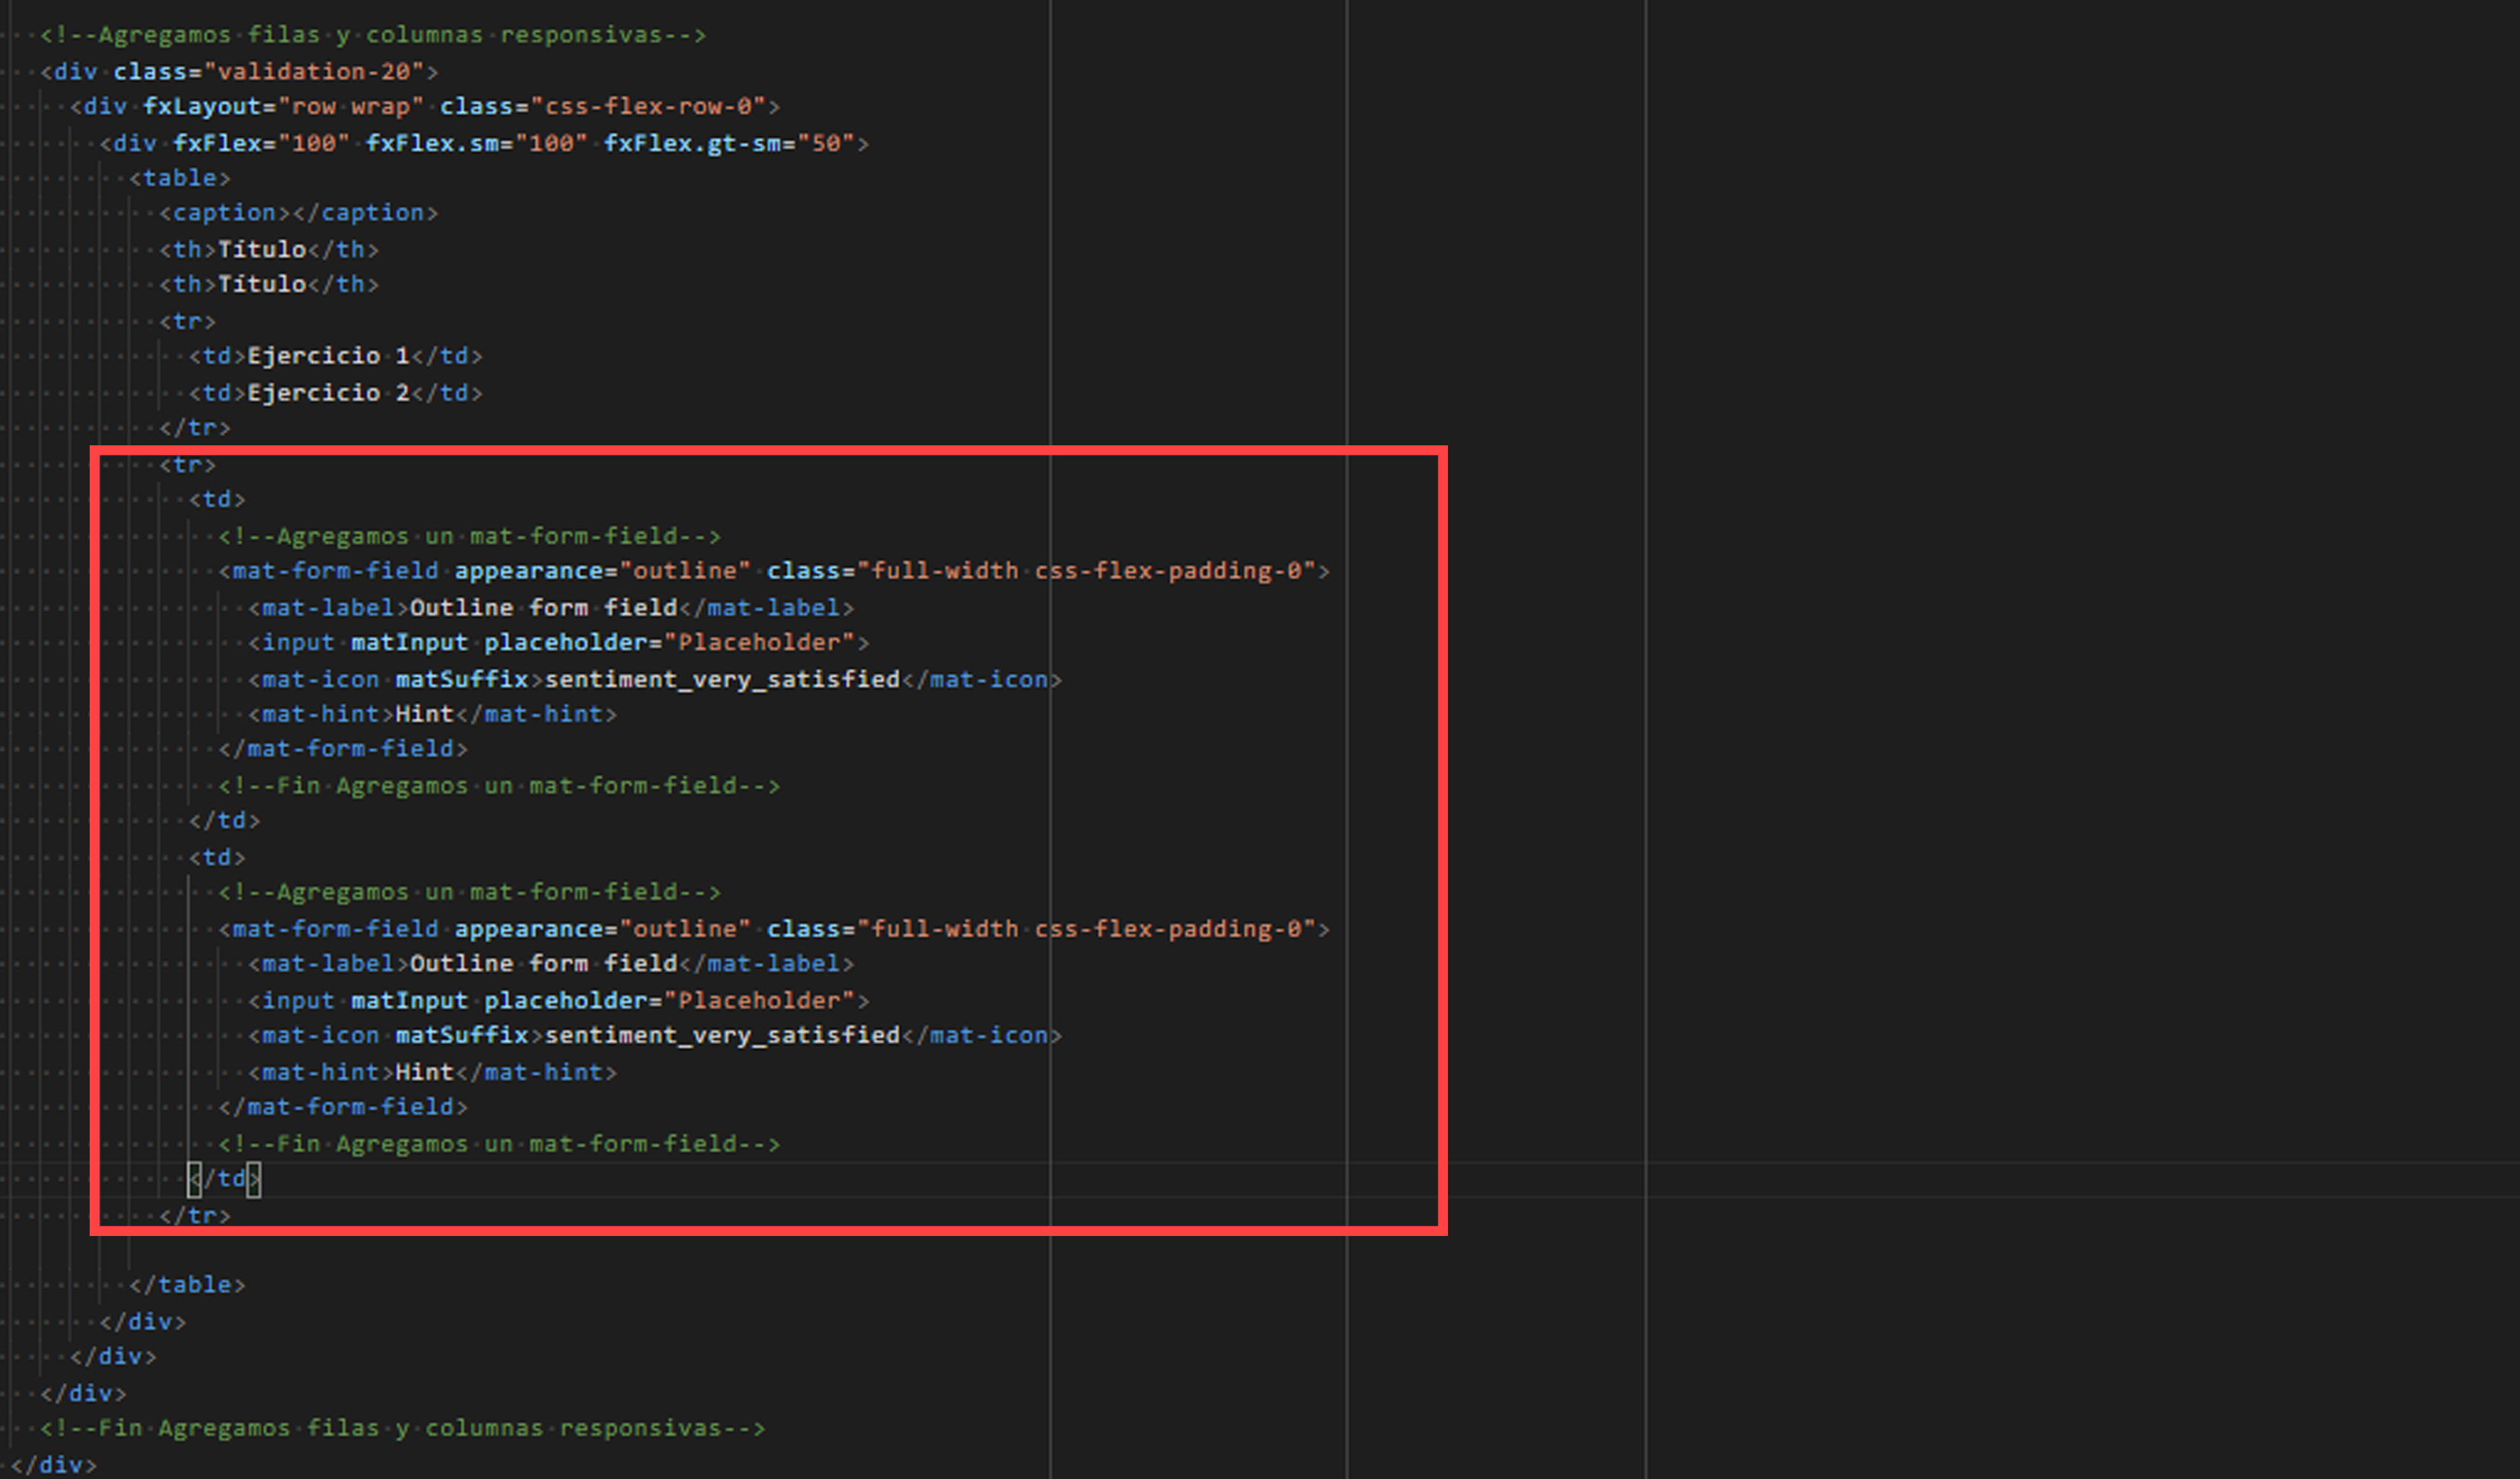 <!--Agregamos filas y columnas responsivas-->
<div class="validation-20">
<div fxLayout="row wrap" class="css-flex-row-0">
<div fxFlex="100" fxFlex.sm="100" fxFlex.gt-sm="50">
<table>
<caption></caption>
<th>Título</th>
<th>Título</th>
<tr>
<td>Ejercicio 1</td>
<td>Ejercicio 2</td>
</tr>
<tr>
<td>
<!--Agregamos un mat-form-field-->
<mat-form-field appearance="outline" class="full-width css-flex-padding-0">
<mat-label>Outline form field</mat-label>
<input matInput placeholder="Placeholder">
<mat-icon matSuffix>sentiment_very_satisfied</mat-icon>
<mat-hint>Hint</mat-hint>
</mat-form-field>
<!--Fin Agregamos un mat-form-field-->
</td>
<td>
<!--Agregamos un mat-form-field-->
<mat-form-field appearance="outline" class="full-width css-flex-padding-0">
<mat-label>Outline form field</mat-label>
<input matInput placeholder="Placeholder">
<mat-icon matSuffix>sentiment_very_satisfied</mat-icon>
<mat-hint>Hint</mat-hint>
</mat-form-field>
<!--Fin Agregamos un mat-form-field-->
</td>
</tr>
</table>
</div>
</div>
</div>
<!--Fin Agregamos filas y columnas responsivas-->
</div>